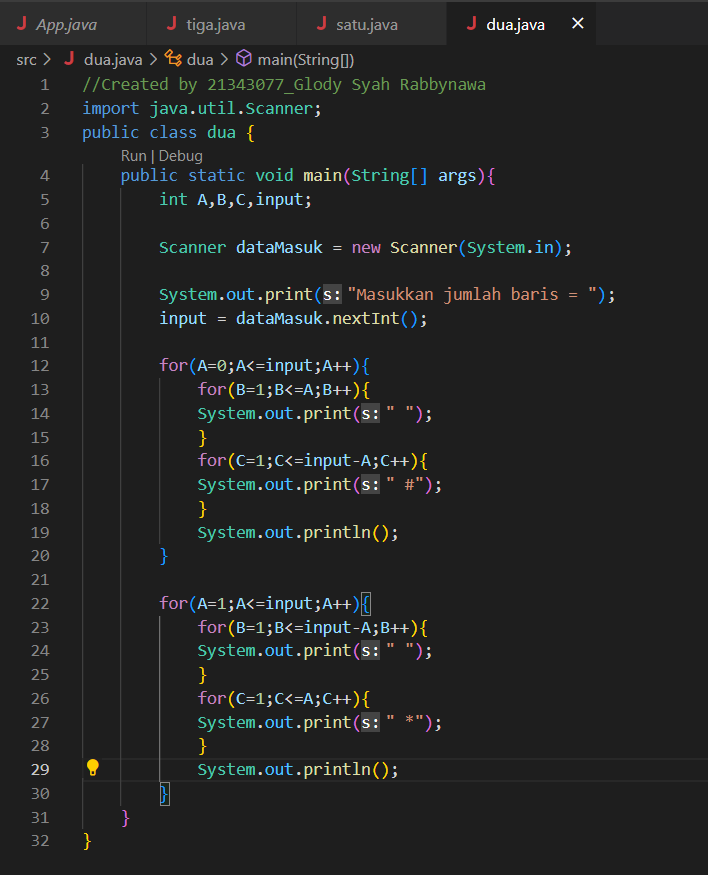 J App.java J tiga.java J satu.java J dua.java ×
src > J dua.java > dua > main(String[])
1 //Created by 21343077_Glody Syah Rabbynawa
2 import java.util.Scanner;
3 public class dua {
Run | Debug
4 public static void main(String[] args){
5 int A,B,C,input;
6
7 Scanner dataMasuk = new Scanner(System.in);
8
9 System.out.print(s:"Masukkan jumlah baris = ");
10 input = dataMasuk.nextInt();
11
12 for(A=0;A<=input;A++){
13 for(B=1;B<=A;B++){
14 System.out.print(s:" ");
15 }
16 for(C=1;C<=input-A;C++){
17 System.out.print(s:" #");
18 }
19 System.out.println();
20 }
21
22 for(A=1;A<=input;A++){
23 for(B=1;B<=input-A;B++){
24 System.out.print(s:" ");
25 }
26 for(C=1;C<=A;C++){
27 System.out.print(s:" *");
28 }
29 System.out.println();
30 }
31 }
32 }